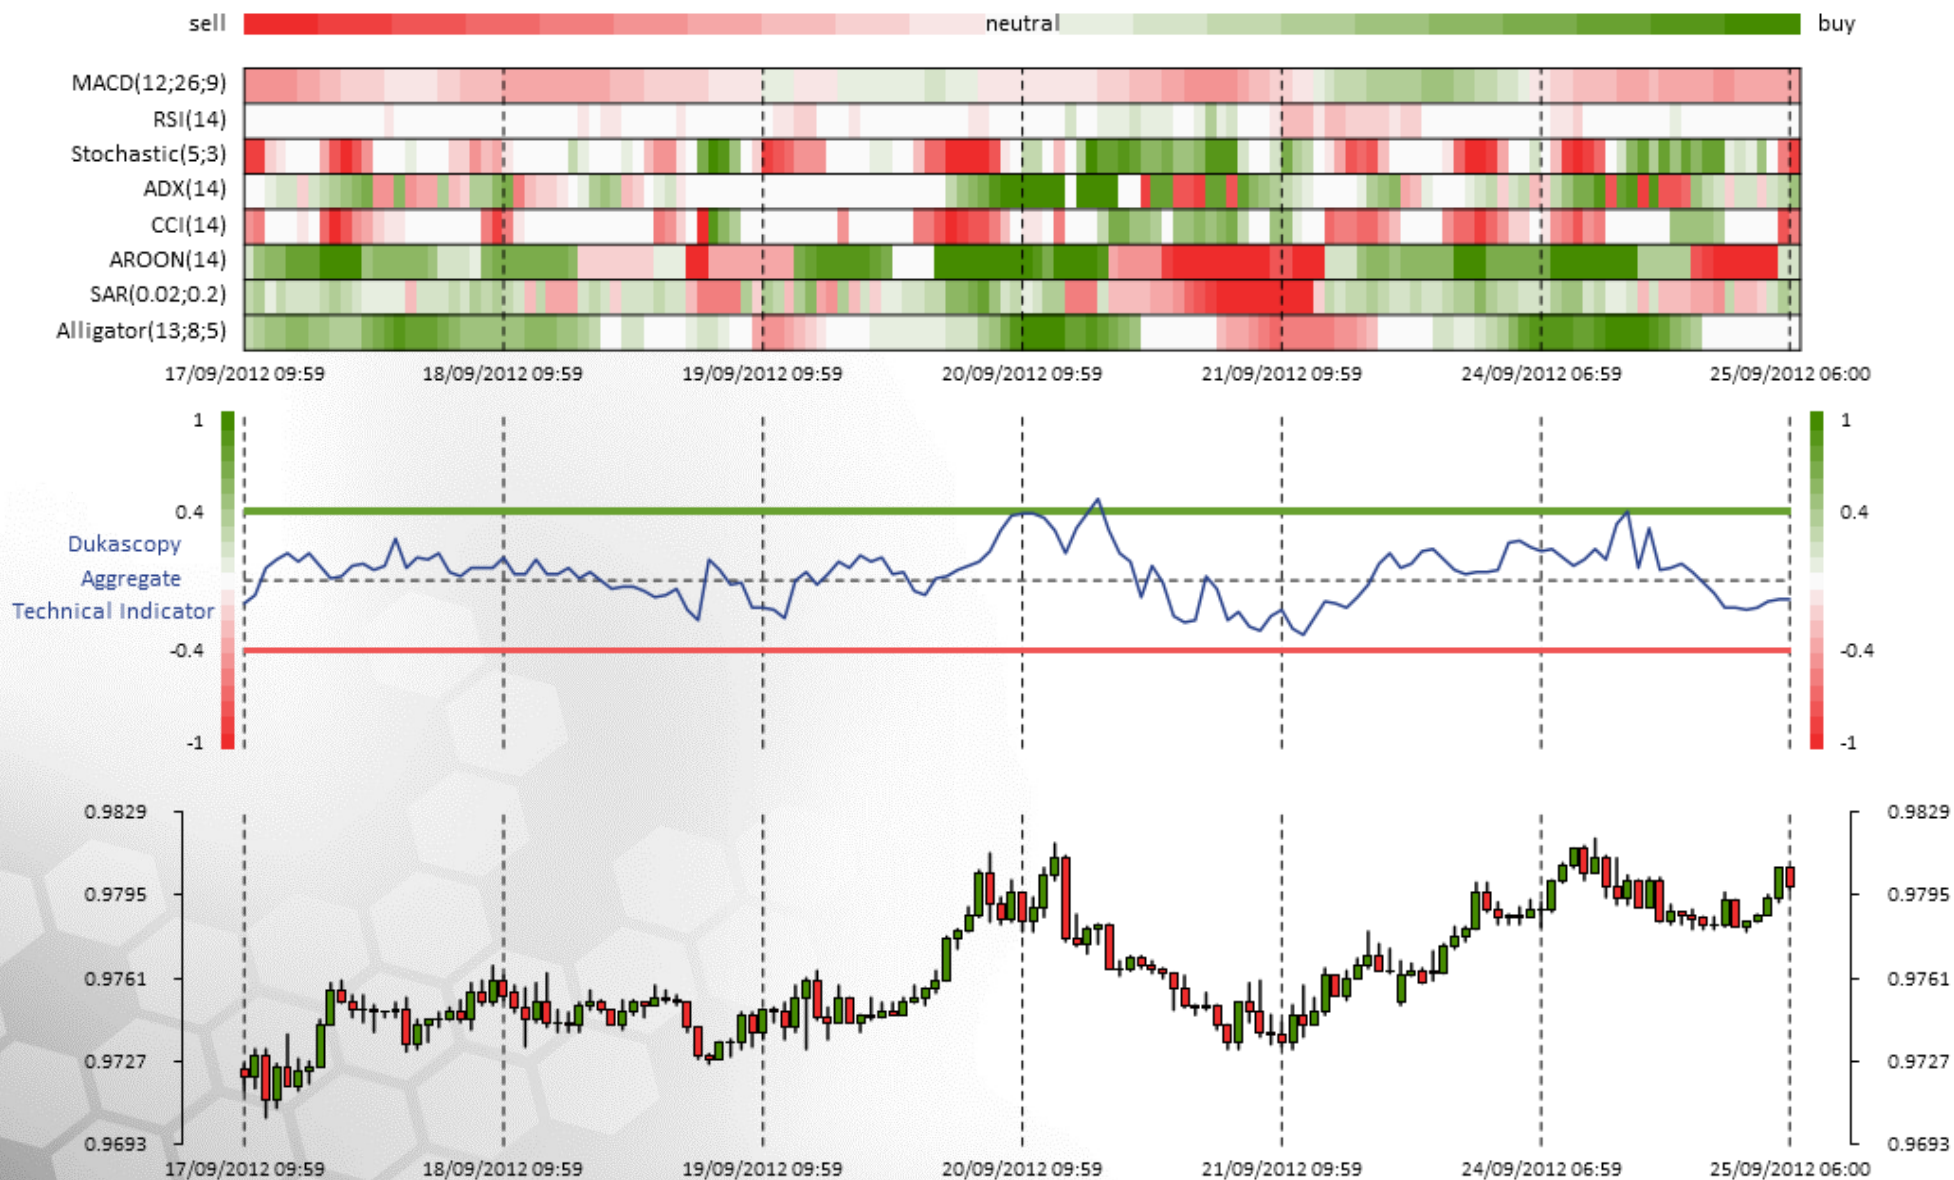 sell neutral buy
MACD(12;26;9)
RSI(14)
Stochastic(5;3)
ADX(14)
CCI(14)
AROON(14)
SAR(0.02;0.2)
Alligator(13;8;5)
17/09/2012 09:59 18/09/2012 09:59 19/09/2012 09:59 20/09/2012 09:59 21/09/2012 09:59 24/09/2012 06:59 25/09/2012 06:00
1 1
0.4 0.4
Dukascopy
Aggregate
Technical Indicator
-0.4 -0.4
-1 -1
0.9829 0.9829
0.9795 0.9795
0.9761 0.9761
0.9727 0.9727
0.9693 0.9693
17/09/2012 09:59 18/09/2012 09:59 19/09/2012 09:59 20/09/2012 09:59 21/09/2012 09:59 24/09/2012 06:59 25/09/2012 06:00